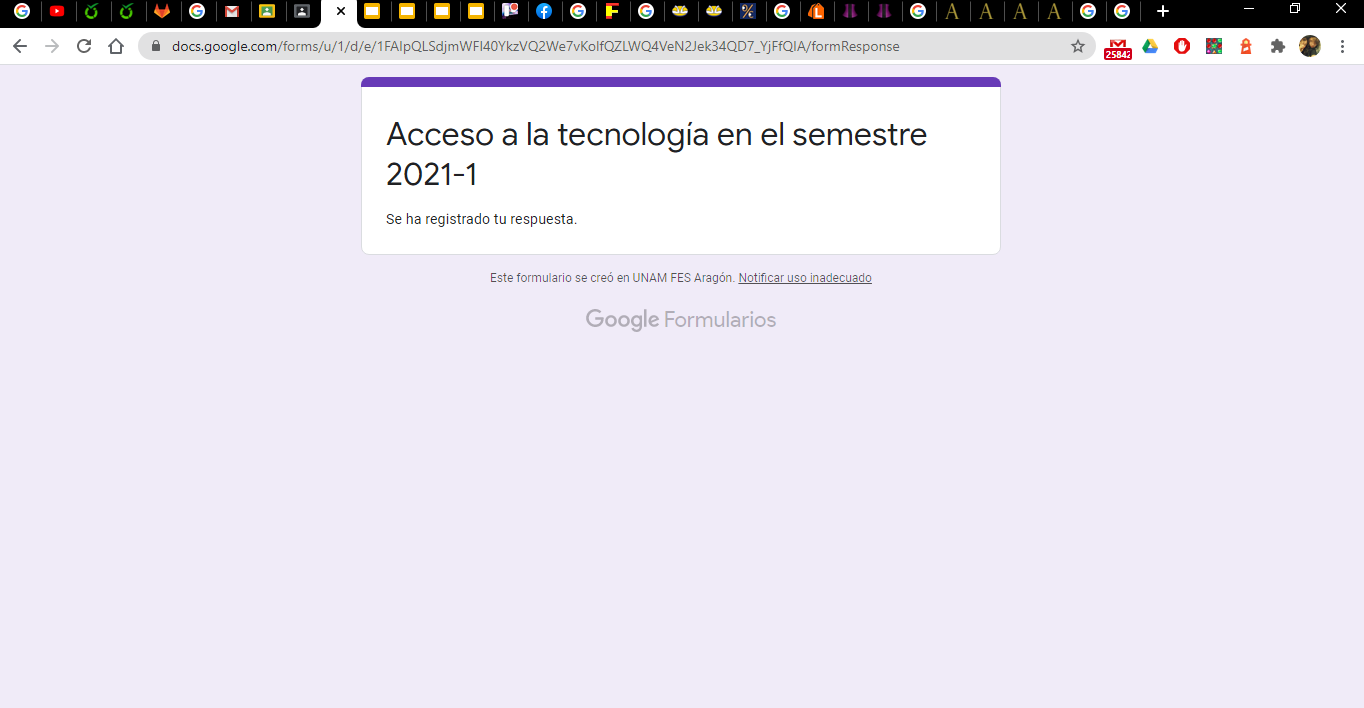 docs.google.com/forms/u/1/d/e/1FAIpQLSdjmWFI40YkzVQ2We7vKolfQZLWQ4VeN2Jek34QD7_YjFfQIA/formResponse
25842
Acceso a la tecnología en el semestre
2021-1
Se ha registrado tu respuesta.
Este formulario se creó en UNAM FES Aragón. Notificar uso inadecuado
Google Formularios